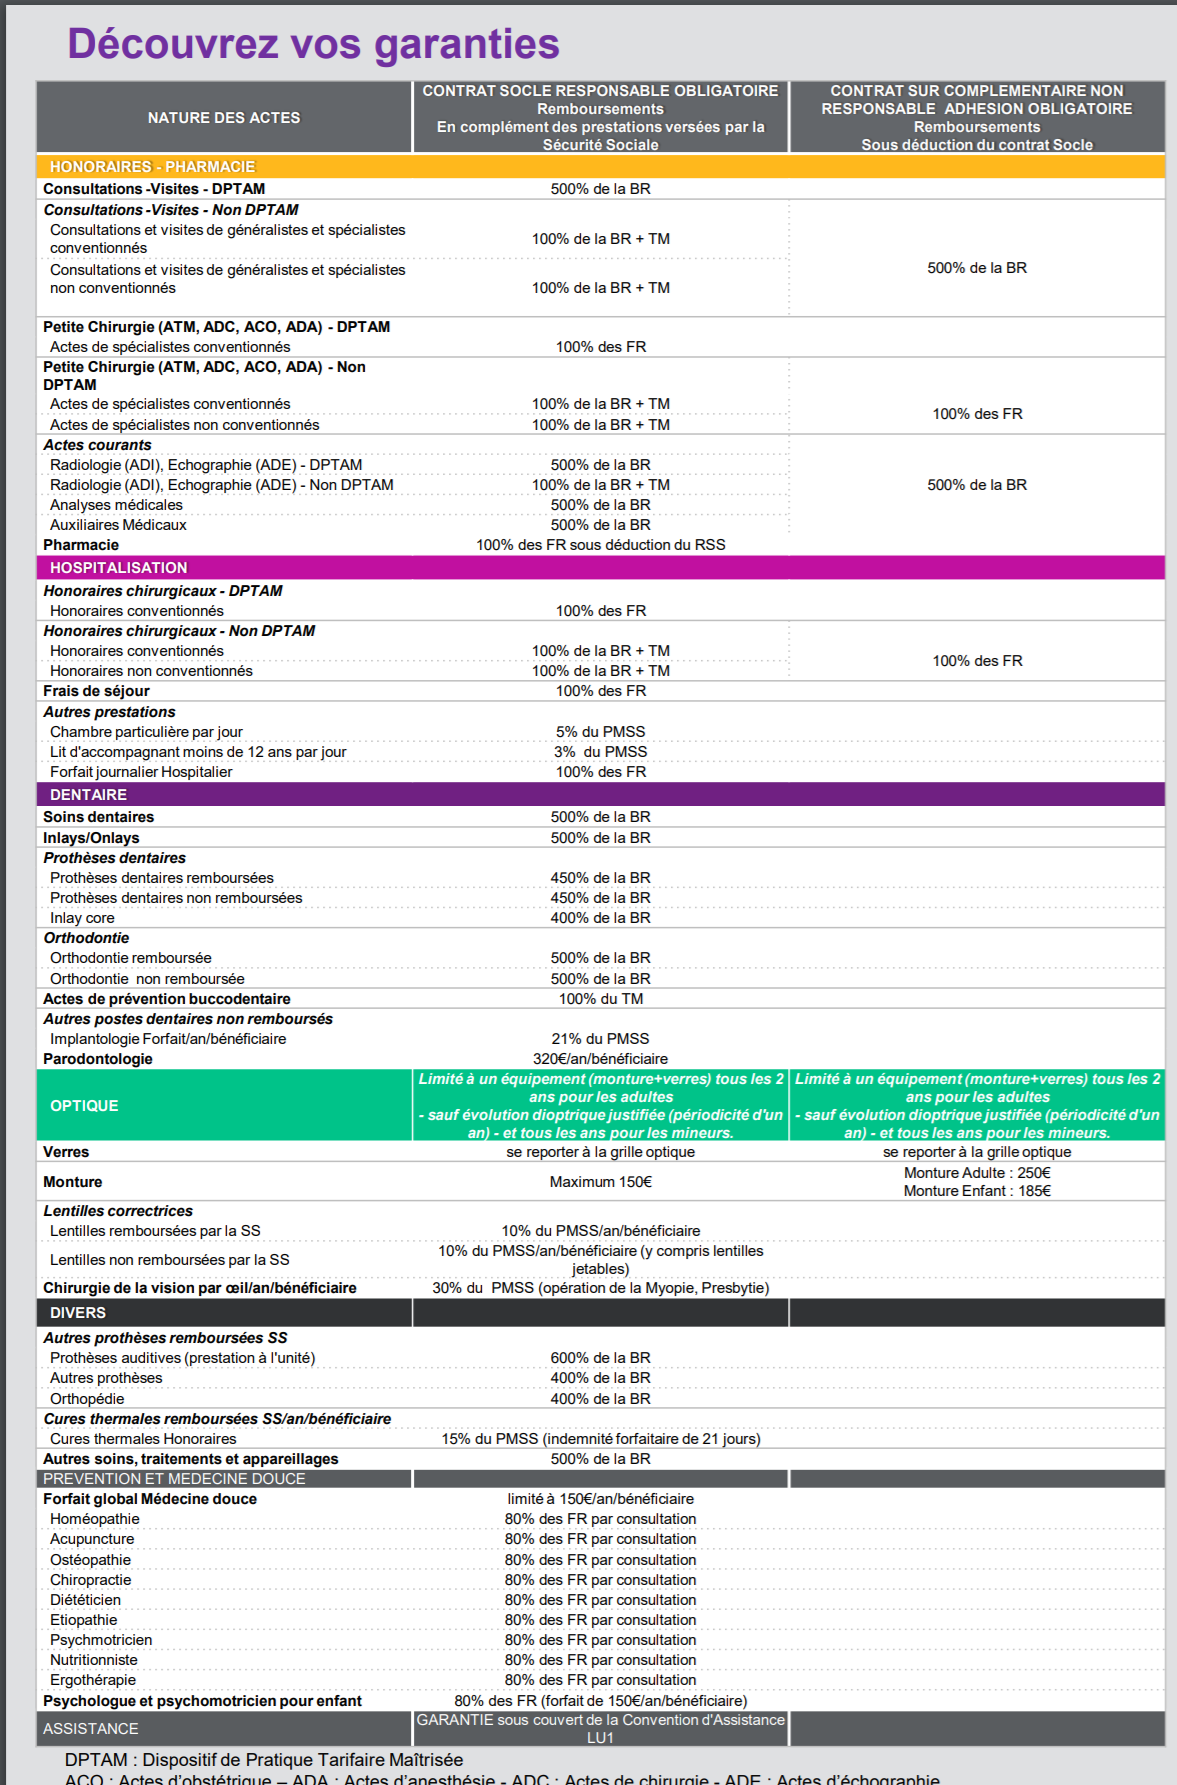 Découvrez vos garanties
NATURE DES ACTES
CONTRAT SOCLE RESPONSABLE OBLIGATOIRE
Remboursements
En complément des prestations versées par la
Sécurité Sociale
CONTRAT SUR COMPLEMENTAIRE NON
RESPONSABLE ADHESION OBLIGATOIRE
Remboursements
Sous déduction du contrat Socle
HONORAIRES - PHARMACIE
Consultations -Visites - DPTAM
500% de la BR
Consultations -Visites - Non DPTAM
Consultations et visites de généralistes et spécialistes
conventionnés
100% de la BR + TM
Consultations et visites de généralistes et spécialistes
non conventionnés
100% de la BR + TM
500% de la BR
Petite Chirurgie (ATM, ADC, ACO, ADA) - DPTAM
Actes de spécialistes conventionnés
100% des FR
Petite Chirurgie (ATM, ADC, ACO, ADA) - Non
DPTAM
Actes de spécialistes conventionnés
100% de la BR + TM
Actes de spécialistes non conventionnés
100% de la BR + TM
100% des FR
Actes courants
Radiologie (ADI), Echographie (ADE) - DPTAM
500% de la BR
Radiologie (ADI), Echographie (ADE) - Non DPTAM
100% de la BR + TM
500% de la BR
Analyses médicales
500% de la BR
Auxiliaires Médicaux
500% de la BR
Pharmacie
100% des FR sous déduction du RSS
HOSPITALISATION
Honoraires chirurgicaux - DPTAM
Honoraires conventionnés
100% des FR
Honoraires chirurgicaux - Non DPTAM
Honoraires conventionnés
100% de la BR + TM
Honoraires non conventionnés
100% de la BR + TM
100% des FR
Frais de séjour
100% des FR
Autres prestations
Chambre particulière par jour
5% du PMSS
Lit d'accompagnant moins de 12 ans par jour
3% du PMSS
Forfait journalier Hospitalier
100% des FR
DENTAIRE
Soins dentaires
500% de la BR
Inlays/Onlays
500% de la BR
Prothèses dentaires
Prothèses dentaires remboursées
450% de la BR
Prothèses dentaires non remboursées
450% de la BR
Inlay core
400% de la BR
Orthodontie
Orthodontie remboursée
500% de la BR
Orthodontie non remboursée
500% de la BR
Actes de prévention buccodentaire
100% du TM
Autres postes dentaires non remboursés
Implantologie Forfait/an/bénéficiaire
21% du PMSS
Parodontologie
320€/an/bénéficiaire
OPTIQUE
Limité à un équipement (monture+verres) tous les 2
ans pour les adultes
- sauf évolution dioptrique justifiée (périodicité d'un
an) - et tous les ans pour les mineurs.
Limité à un équipement (monture+verres) tous les 2
ans pour les adultes
- sauf évolution dioptrique justifiée (périodicité d'un
an) - et tous les ans pour les mineurs.
Verres
se reporter à la grille optique
se reporter à la grille optique
Monture
Maximum 150€
Monture Adulte : 250€
Monture Enfant : 185€
Lentilles correctrices
Lentilles remboursées par la SS
10% du PMSS/an/bénéficiaire
Lentilles non remboursées par la SS
10% du PMSS/an/bénéficiaire (y compris lentilles
jetables)
Chirurgie de la vision par œil/an/bénéficiaire
30% du PMSS (opération de la Myopie, Presbytie)
DIVERS
Autres prothèses remboursées SS
Prothèses auditives (prestation à l'unité)
600% de la BR
Autres prothèses
400% de la BR
Orthopédie
400% de la BR
Cures thermales remboursées SS/an/bénéficiaire
Cures thermales Honoraires
15% du PMSS (indemnité forfaitaire de 21 jours)
Autres soins, traitements et appareillages
500% de la BR
PREVENTION ET MEDECINE DOUCE
Forfait global Médecine douce
limité à 150€/an/bénéficiaire
Homéopathie
80% des FR par consultation
Acupuncture
80% des FR par consultation
Ostéopathie
80% des FR par consultation
Chiropractie
80% des FR par consultation
Diététicien
80% des FR par consultation
Etiopathie
80% des FR par consultation
Psychmotricien
80% des FR par consultation
Nutritionniste
80% des FR par consultation
Ergothérapie
80% des FR par consultation
Psychologue et psychomotricien pour enfant
80% des FR (forfait de 150€/an/bénéficiaire)
ASSISTANCE
GARANTIE sous couvert de la Convention d'Assistance
LU1
DPTAM : Dispositif de Pratique Tarifaire Maîtrisée
ACO : Actes d'obstétrique – ADA : Actes d'anesthésie - ADC : Actes de chirurgie - ADE : Actes d'échographie